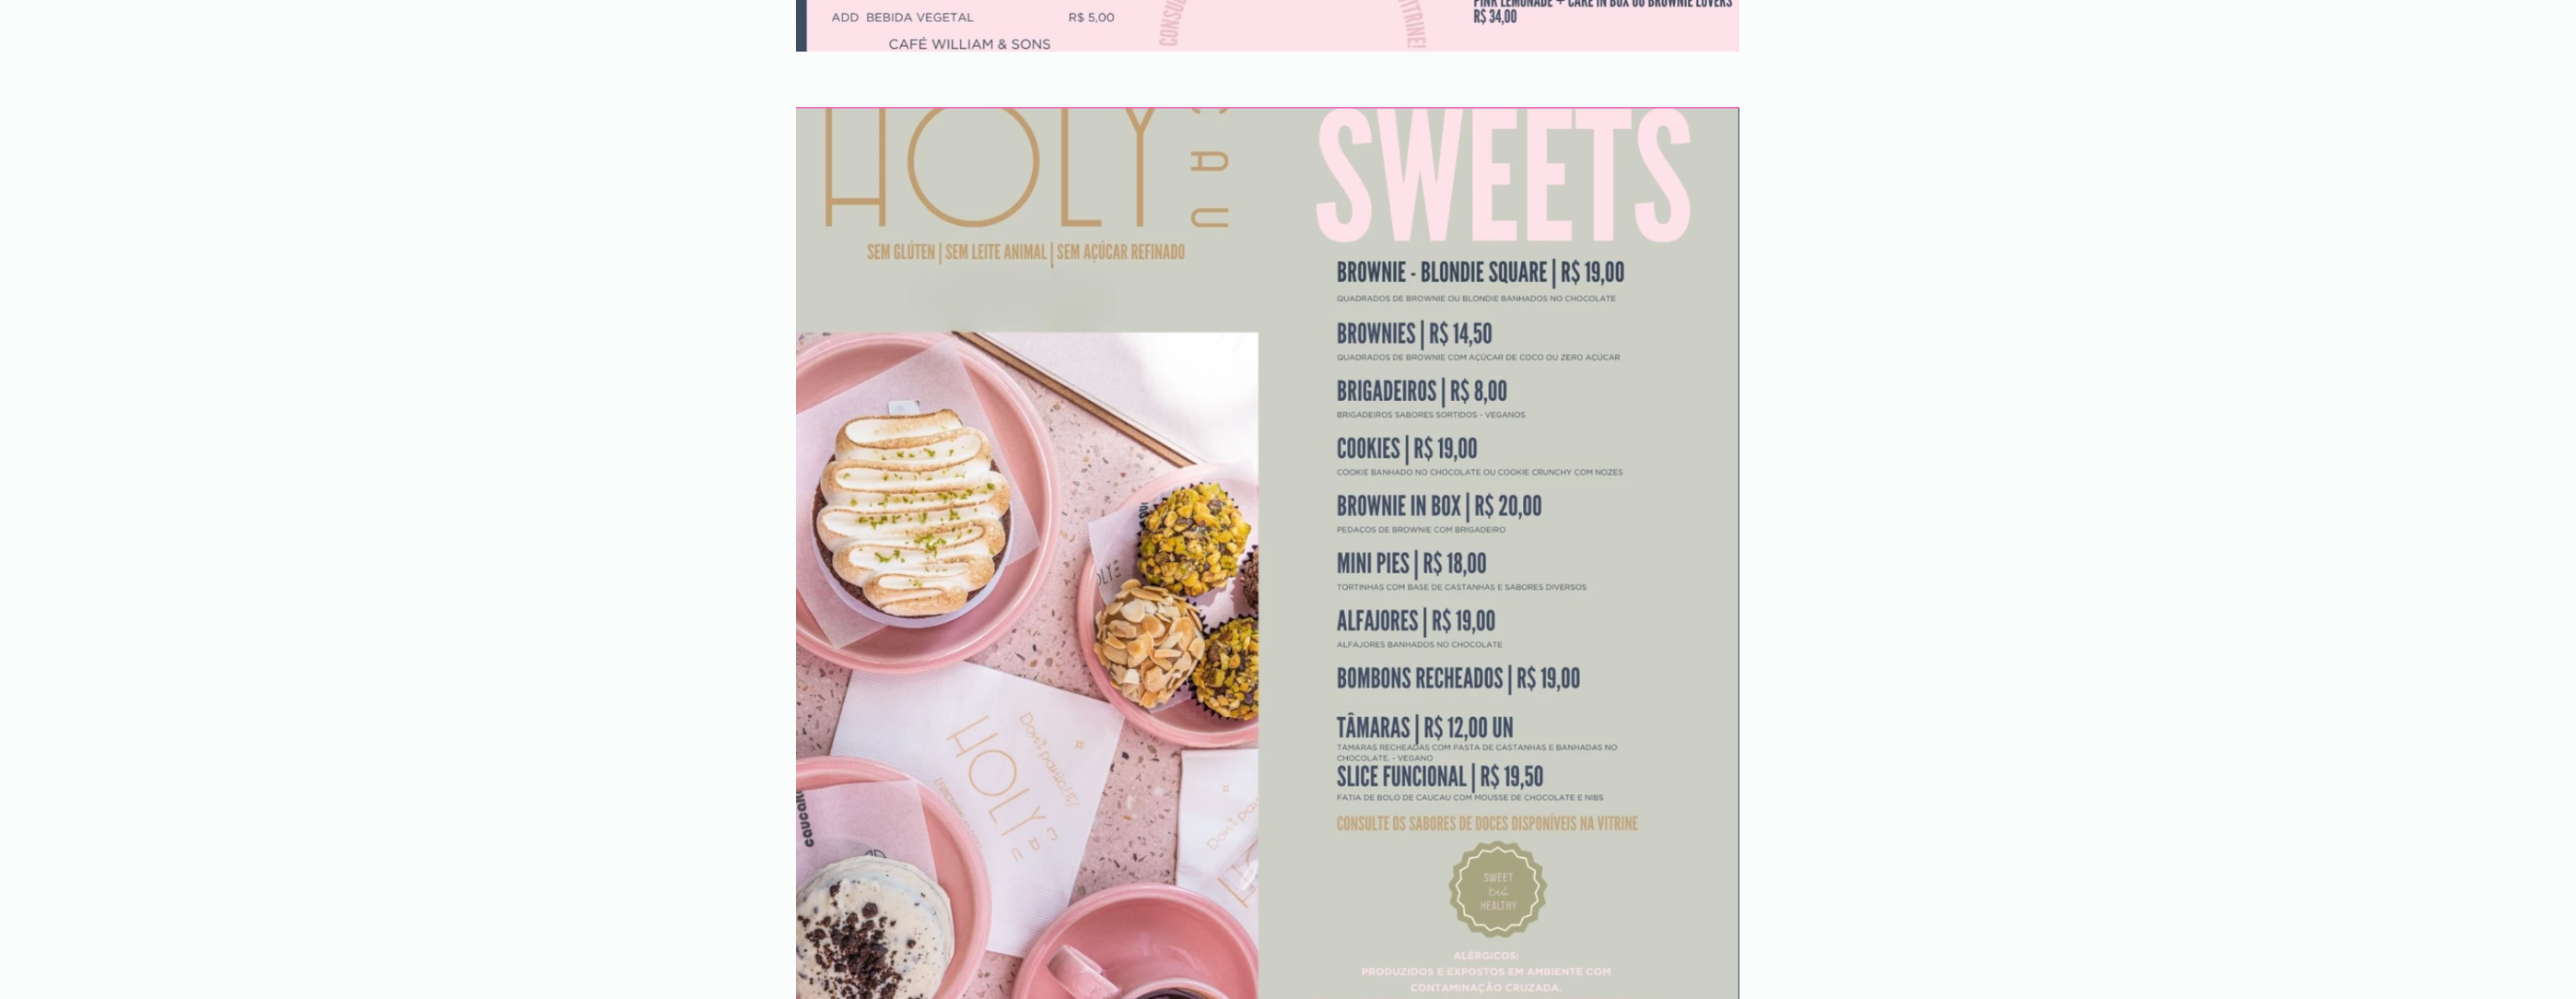 ADD BEBIDA VEGETAL R$ 5,00
CAFÉ WILLIAM & SONS
CONSUL
VITRINE!
PINK LEMONADE + CAKE IN BOX OU BROWNIE LOVERS
R$ 34,00
HOLY
CAU
SEM GLÚTEN | SEM LEITE ANIMAL | SEM AÇÚCAR REFINADO
HOLY
Don't panic it's
HOLY
CAU
Don't pa
caucau
SWEETS
BROWNIE - BLONDIE SQUARE | R$ 19,00
QUADRADOS DE BROWNIE OU BLONDIE BANHADOS NO CHOCOLATE
BROWNIES | R$ 14,50
QUADRADOS DE BROWNIE COM AÇÚCAR DE COCO OU ZERO AÇÚCAR
BRIGADEIROS | R$ 8,00
BRIGADEIROS SABORES SORTIDOS - VEGANOS
COOKIES | R$ 19,00
COOKIE BANHADO NO CHOCOLATE OU COOKIE CRUNCHY COM NOZES
BROWNIE IN BOX | R$ 20,00
PEDAÇOS DE BROWNIE COM BRIGADEIRO
MINI PIES | R$ 18,00
TORTINHAS COM BASE DE CASTANHAS E SABORES DIVERSOS
ALFAJORES | R$ 19,00
ALFAJORES BANHADOS NO CHOCOLATE
BOMBONS RECHEADOS | R$ 19,00
TÂMARAS | R$ 12,00 UN
TAMARAS RECHEADAS COM PASTA DE CASTANHAS E BANHADAS NO
CHOCOLATE. - VEGANO
SLICE FUNCIONAL | R$ 19,50
FATIA DE BOLO DE CAUCAU COM MOUSSE DE CHOCOLATE E NIBS
CONSULTE OS SABORES DE DOCES DISPONÍVEIS NA VITRINE
SWEET
but
HEALTHY
ALÉRGICOS:
PRODUZIDOS E EXPOSTOS EM AMBIENTE COM
CONTAMINAÇÃO CRUZADA.